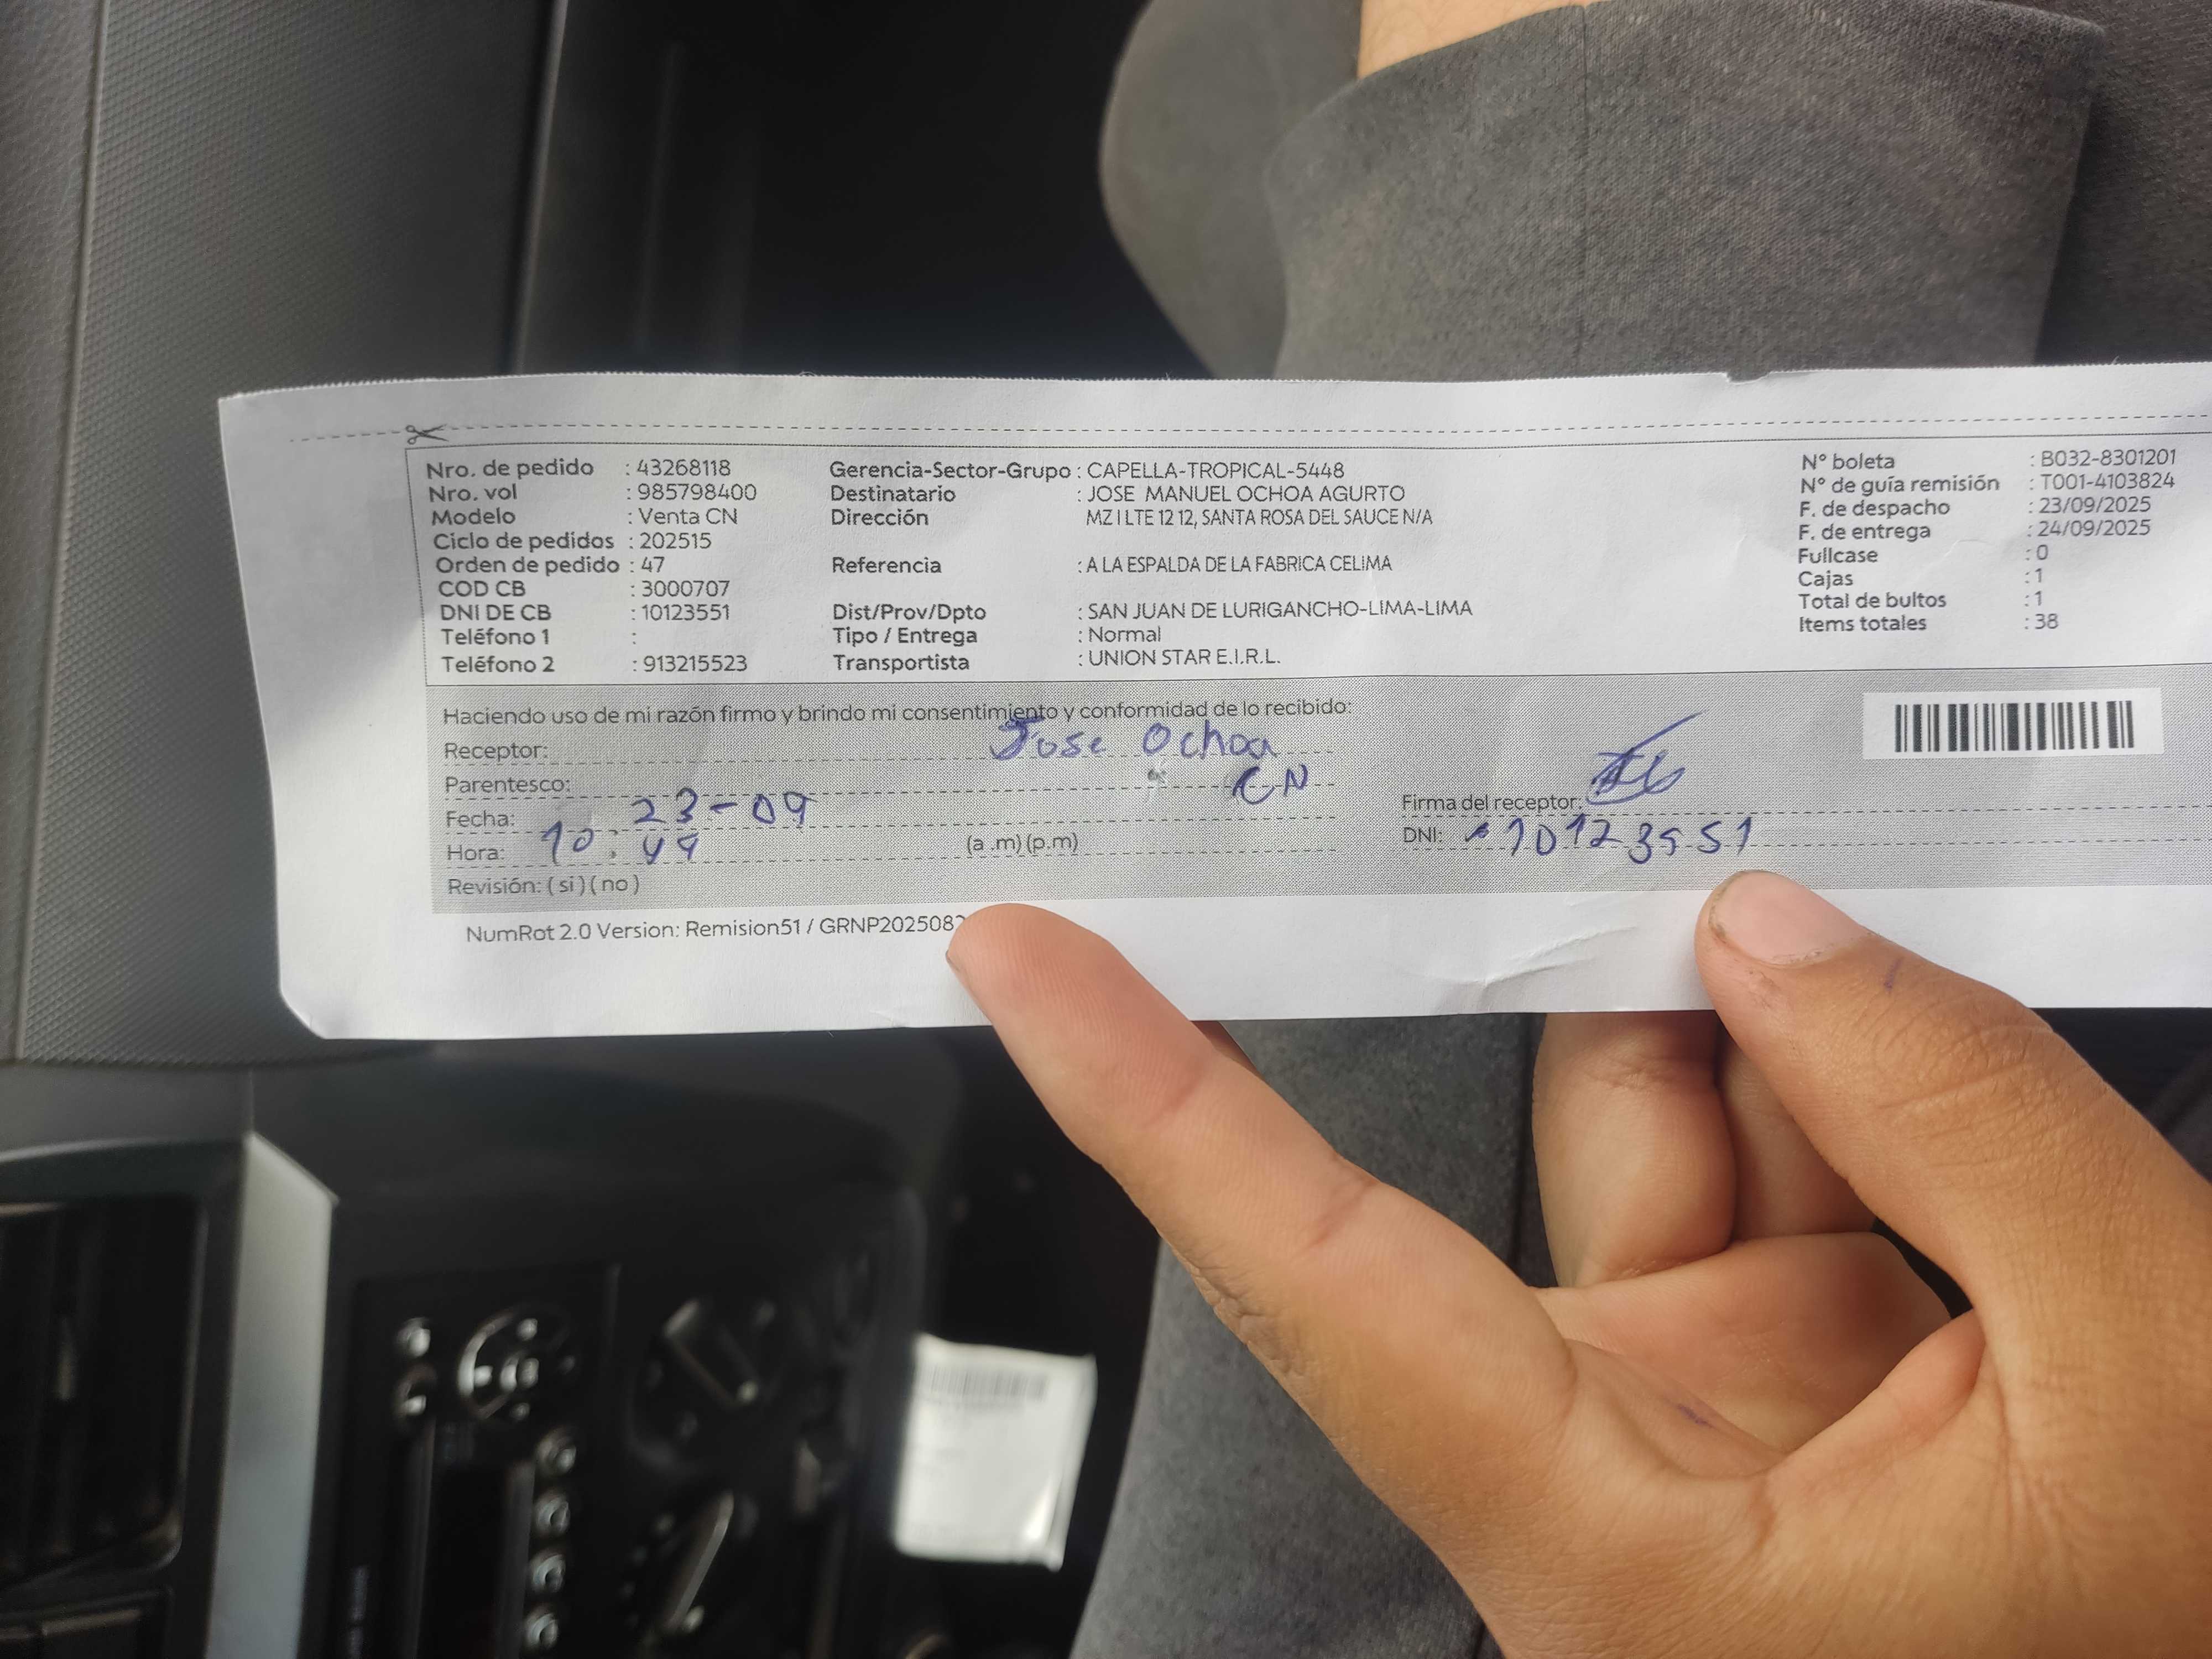 Nro. de pedido : 43268118
Nro. vol : 985798400
Modelo : Venta CN
Ciclo de pedidos : 202515
Orden de pedido : 47
COD CB : 3000707
DNI DE CB : 10123551
Teléfono 1 :
Teléfono 2 : 913215523
Gerencia-Sector-Grupo : CAPELLA-TROPICAL-5448
Destinatario : JOSE MANUEL OCHOA AGURTO
Dirección MZ I LTE 12 12, SANTA ROSA DEL SAUCE N/A
Referencia : A LA ESPALDA DE LA FABRICA CELIMA
Dist/Prov/Dpto : SAN JUAN DE LURIGANCHO-LIMA-LIMA
Tipo / Entrega : Normal
Transportista : UNION STAR E.I.R.L.
N° boleta : B032-8301201
N° de guía remisión : T001-4103824
F. de despacho : 23/09/2025
F. de entrega : 24/09/2025
Fullcase : 0
Cajas : 1
Total de bultos : 1
Items totales : 38
Haciendo uso de mi razón firmo y brindo mi consentimiento y conformidad de lo recibido:
Receptor: Jose Ochoa
Parentesco: CN
Fecha: 23-09
Hora: 10:49 (a .m) (p.m)
Revisión: ( si ) ( no )
Firma del receptor:
DNI: 10123551
NumRot 2.0 Version: Remision51 / GRNP202508